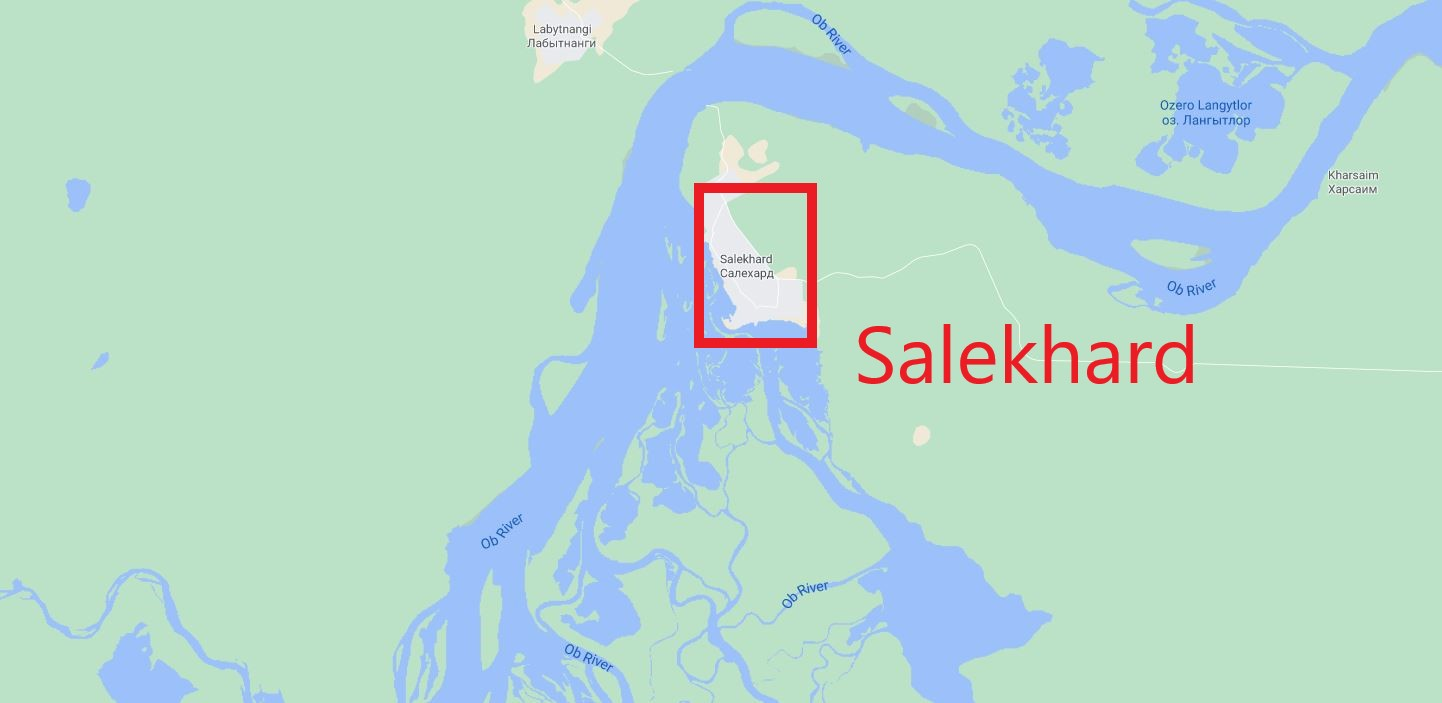 Labytnangi
Лабытнанги
Ob River
Ozero Langytlor
оз. Лангытлор
Kharsaim
Харсаим
Salekhard
Салехард
Ob River
Salekhard
Ob River
Ob River
Ob River